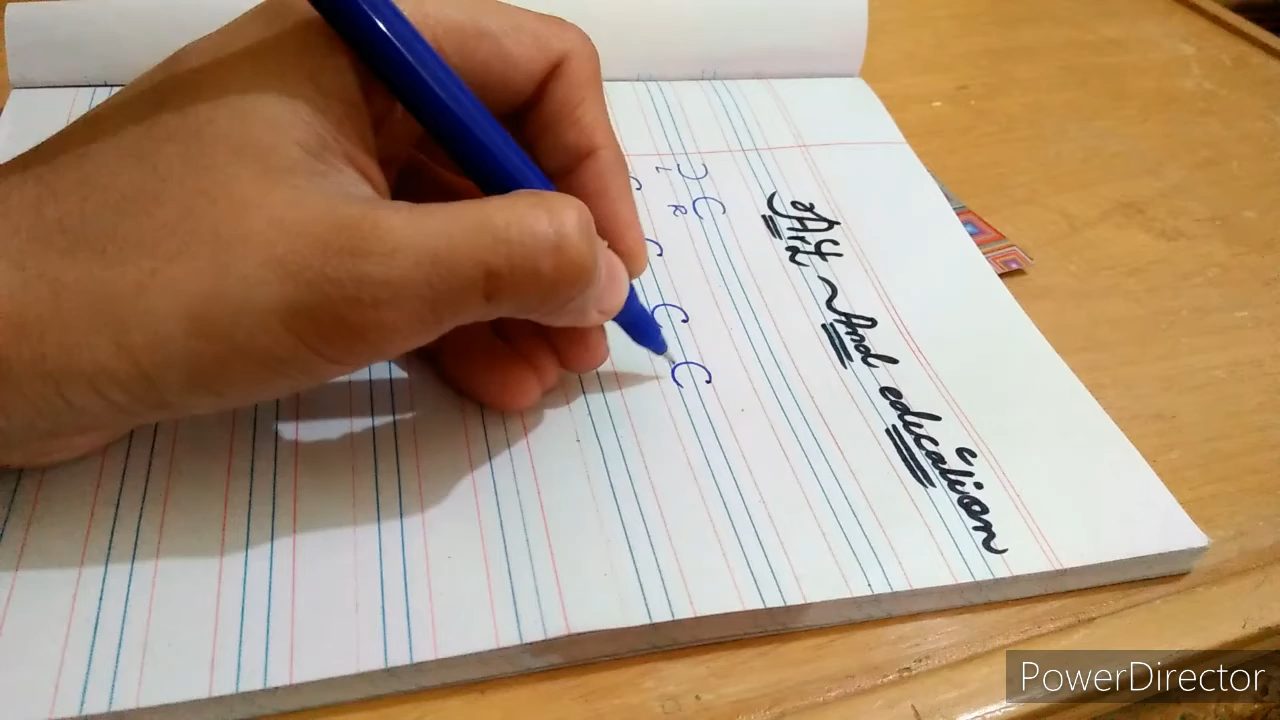 Art And education
Ɔ C
L R
C C C C
PowerDirector